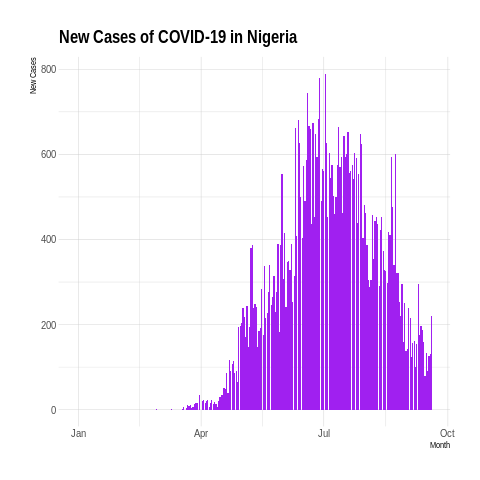 New Cases of COVID-19 in Nigeria
New Cases
800
600
400
200
0
Jan Apr Jul Oct
Month